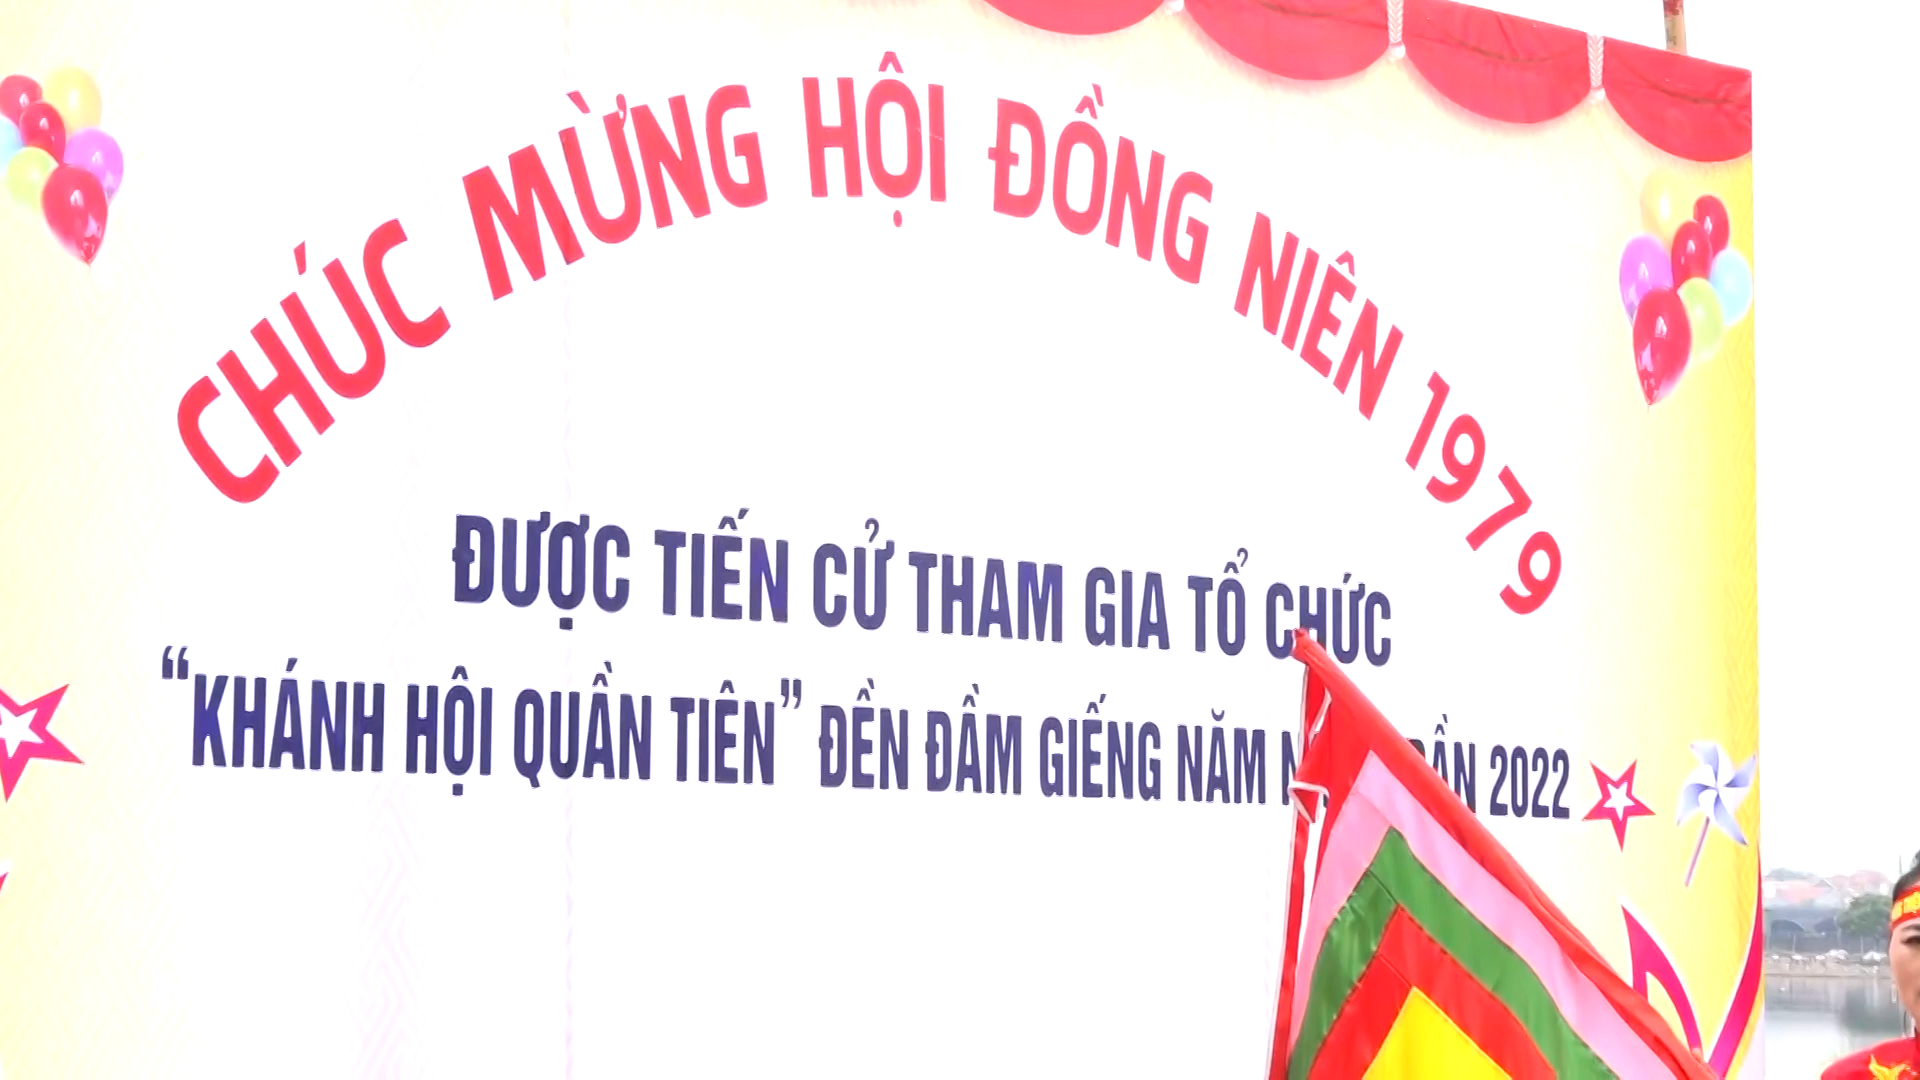 CHÚC MỪNG HỘI ĐỒNG NIÊN 1979
ĐƯỢC TIẾN CỬ THAM GIA TỔ CHỨC
“KHÁNH HỘI QUẦN TIÊN” ĐỀN ĐẦM GIẾNG NĂM 2022